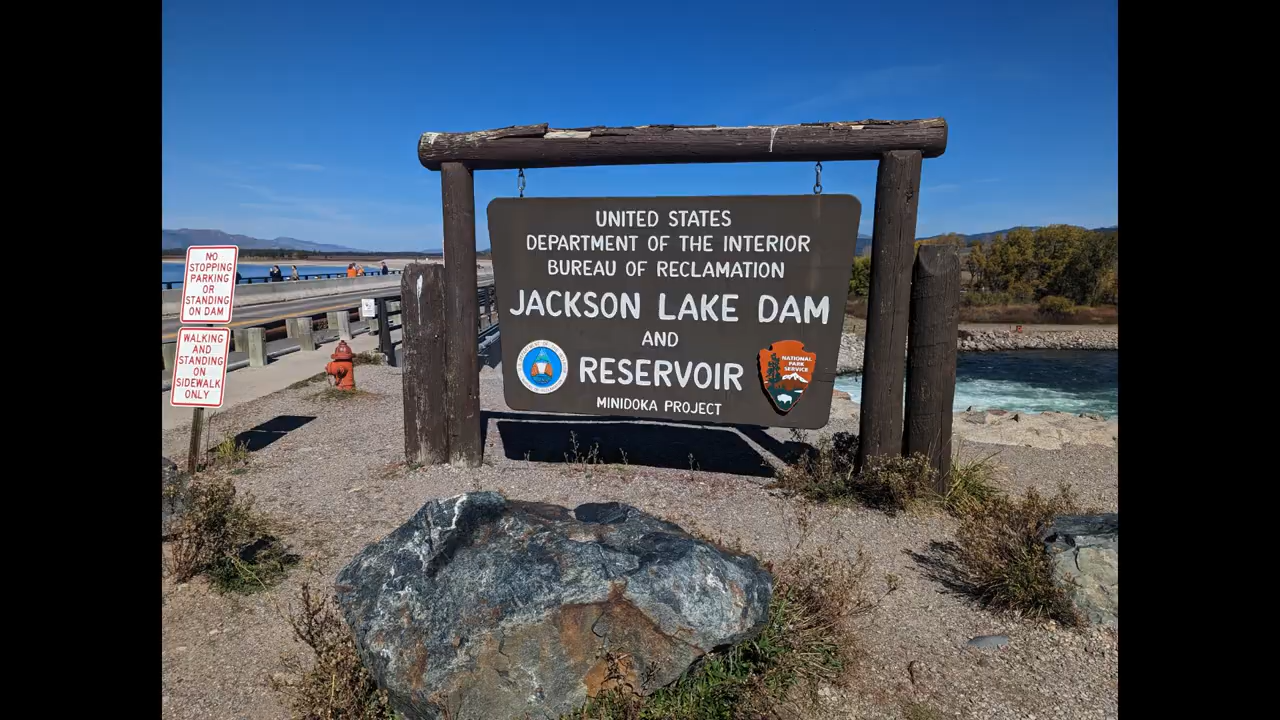 NO
STOPPING
PARKING
OR
STANDING
ON DAM
WALKING
AND
STANDING
ON
SIDEWALK
ONLY
UNITED STATES
DEPARTMENT OF THE INTERIOR
BUREAU OF RECLAMATION
JACKSON LAKE DAM
AND
RESERVOIR
MINIDOKA PROJECT
NATIONAL
PARK
SERVICE